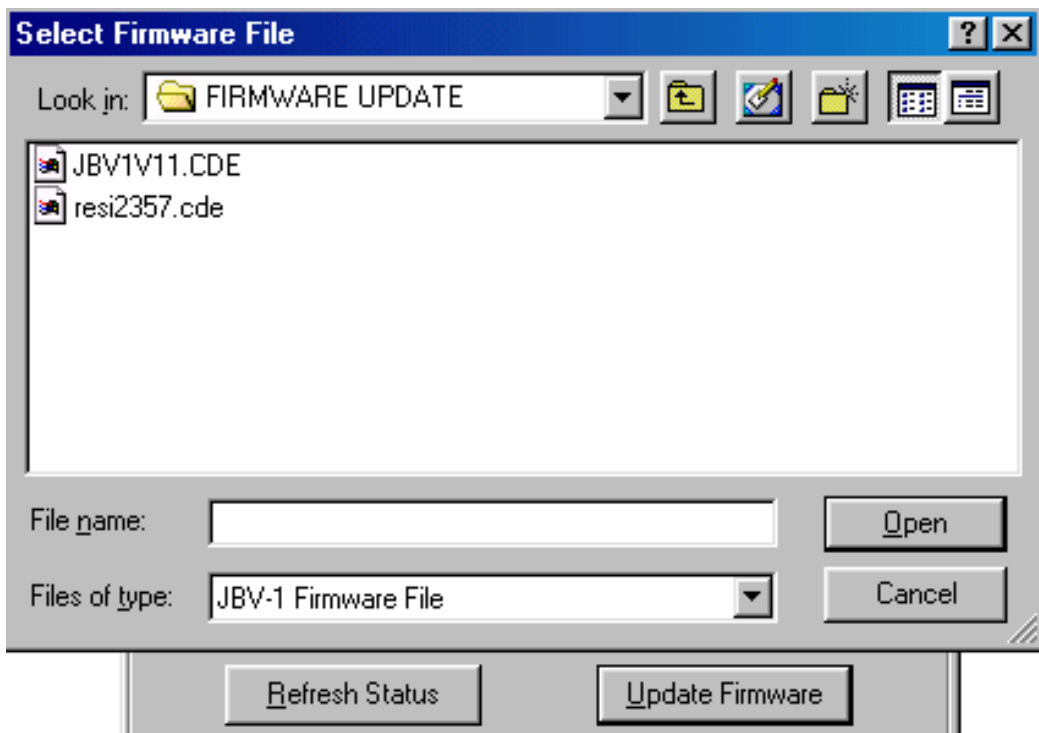 Select Firmware File
Look in: FIRMWARE UPDATE
JBV1V11.CDE
resi2357.cde
File name: Open
Files of type: JBV-1 Firmware File Cancel
Refresh Status Update Firmware